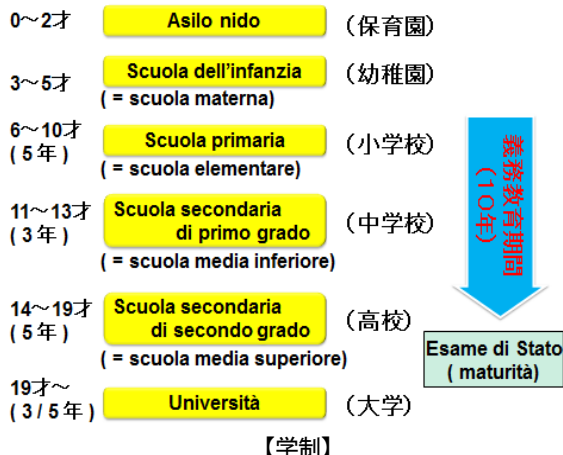 0～2才
Asilo nido
（保育園）
3～5才
Scuola dell'infanzia
（幼稚園）
( = scuola materna)
6～10才
( 5 年 )
Scuola primaria
（小学校）
( = scuola elementare)
義務教育期間
（１０年）
11～13才
( 3 年 )
Scuola secondaria
di primo grado
（中学校）
( = scuola media inferiore)
14～19才
( 5 年 )
Scuola secondaria
di secondo grado
（高校）
( = scuola media superiore)
Esame di Stato
( maturità)
19才～
( 3 / 5 年 )
Università
（大学）
【学制】